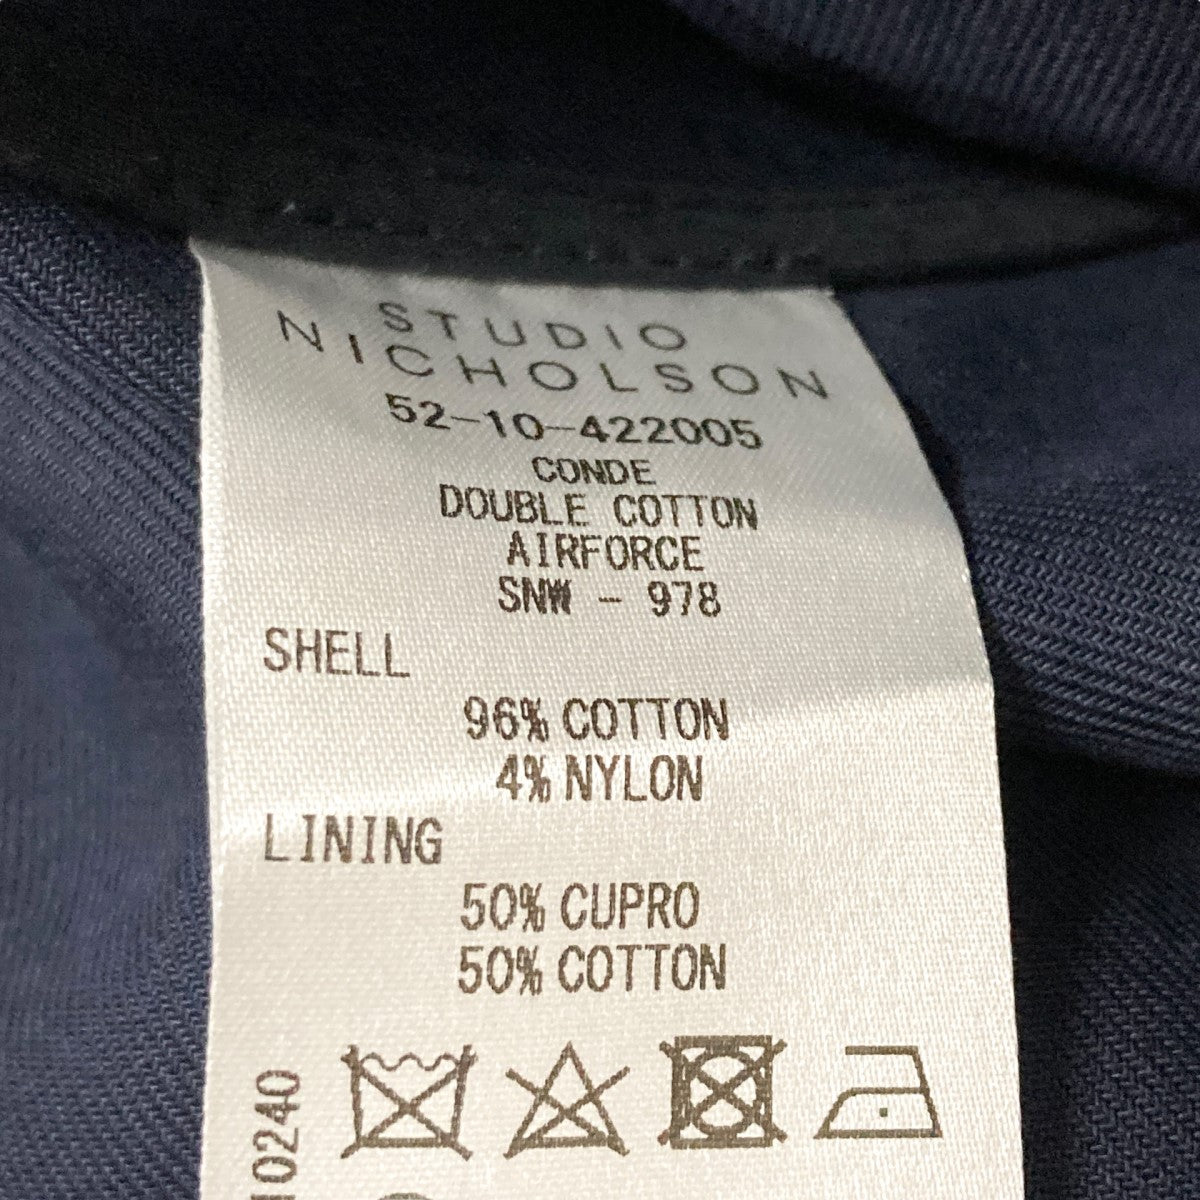 STUDIO
NICHOLSON
52-10-422005
CONDE
DOUBLE COTTON
AIRFORCE
SNW - 978
SHELL
96% COTTON
4% NYLON
LINING
50% CUPRO
50% COTTON
10240